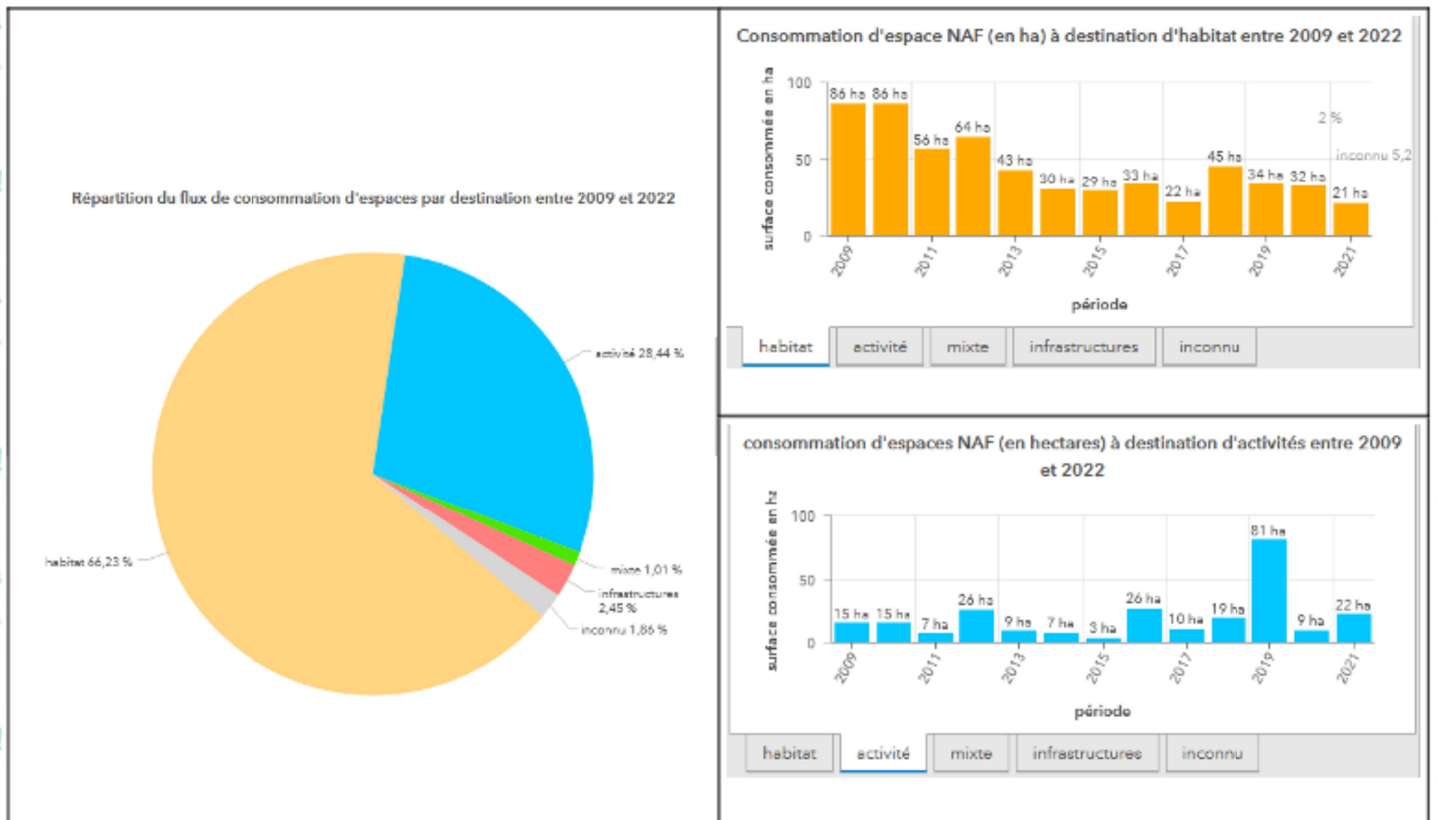 Répartition du flux de consommation d'espaces par destination entre 2009 et 2022
activité 28,44 %
habitat 66,23 %
mixte 1,01 %
infrastructures
2,45 %
inconnu 1,86 %
Consommation d'espace NAF (en ha) à destination d'habitat entre 2009 et 2022
surface consommée en ha
100
50
0
86 ha
86 ha
56 ha
64 ha
43 ha
30 ha
29 ha
33 ha
22 ha
45 ha
34 ha
32 ha
21 ha
2 %
inconnu 5,2
2009
2011
2013
2015
2017
2019
2021
période
habitat
activité
mixte
infrastructures
inconnu
consommation d'espaces NAF (en hectares) à destination d'activités entre 2009
et 2022
surface consommée en ha
100
50
0
15 ha
15 ha
7 ha
26 ha
9 ha
7 ha
3 ha
26 ha
10 ha
19 ha
81 ha
9 ha
22 ha
2009
2011
2013
2015
2017
2019
2021
période
habitat
activité
mixte
infrastructures
inconnu